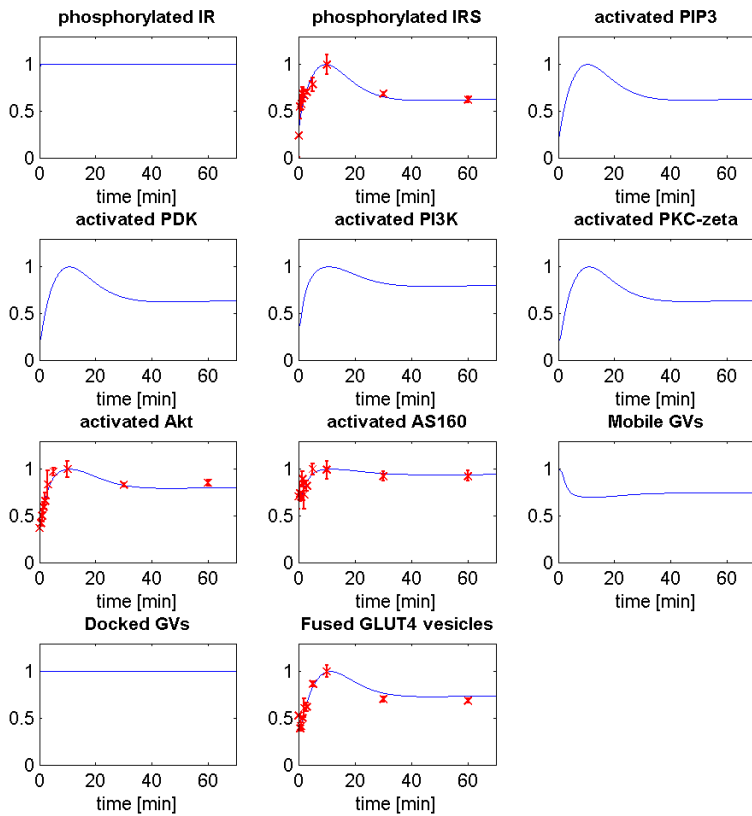 phosphorylated IR
1
0.5
0
0 20 40 60
time [min]
phosphorylated IRS
1
0.5
0
0 20 40 60
time [min]
activated PIP3
1
0.5
0
0 20 40 60
time [min]
activated PDK
1
0.5
0
0 20 40 60
time [min]
activated PI3K
1
0.5
0
0 20 40 60
time [min]
activated PKC-zeta
1
0.5
0
0 20 40 60
time [min]
activated Akt
1
0.5
0
0 20 40 60
time [min]
activated AS160
1
0.5
0
0 20 40 60
time [min]
Mobile GVs
1
0.5
0
0 20 40 60
time [min]
Docked GVs
1
0.5
0
0 20 40 60
time [min]
Fused GLUT4 vesicles
1
0.5
0
0 20 40 60
time [min]